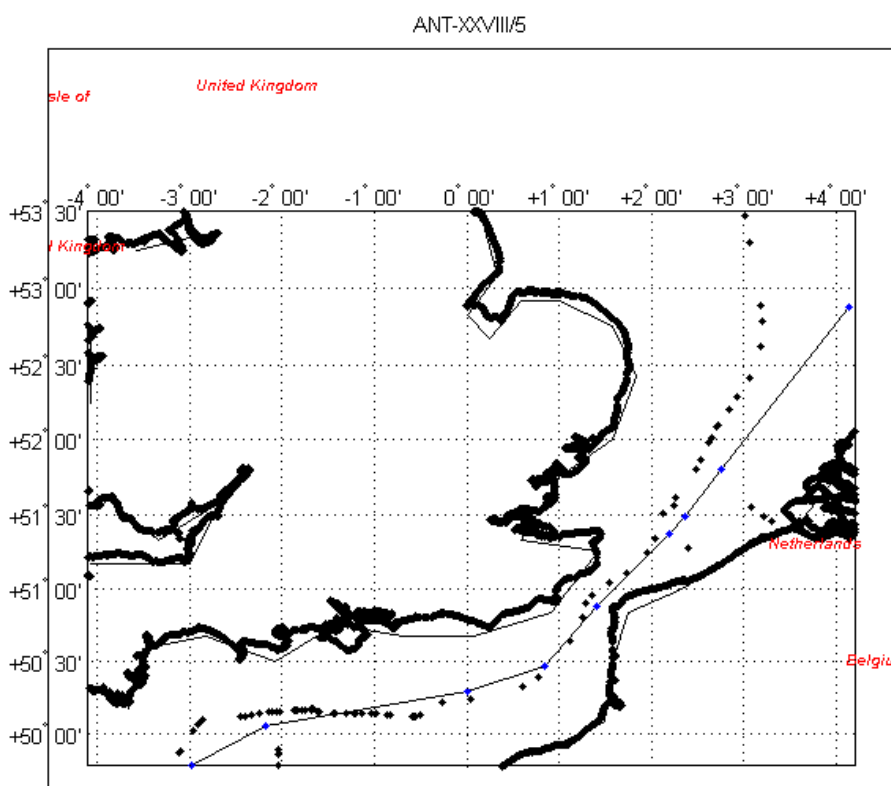 ANT-XXVIII/5
United Kingdom
sle of
-4° 00' -3° 00' -2° 00' -1° 00' 0° 00' +1° 00' +2° 00' +3° 00' +4° 00'
+53° 30'
d Kingdom
+53° 00'
+52° 30'
+52° 00'
+51° 30'
Netherlands
+51° 00'
+50° 30'
Eelgiu
+50° 00'